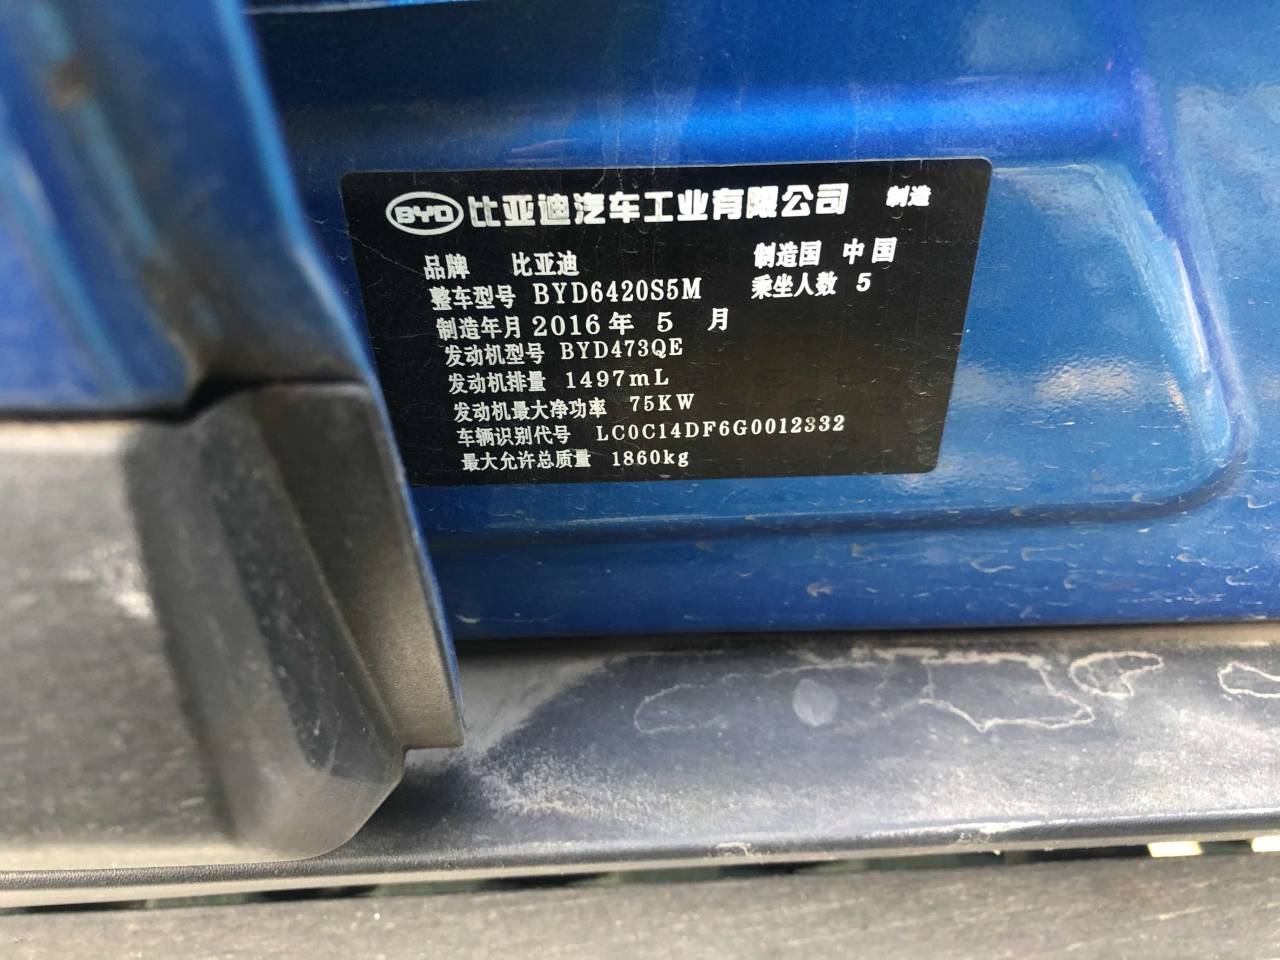 BYD 比亚迪汽车工业有限公司 制造
品牌 比亚迪 制造国 中国
整车型号 BYD6420S5M 乘坐人数 5
制造年月 2016 年 5 月
发动机型号 BYD473QE
发动机排量 1497mL
发动机最大净功率 75KW
车辆识别代号 LC0C14DF6G0012332
最大允许总质量 1860kg